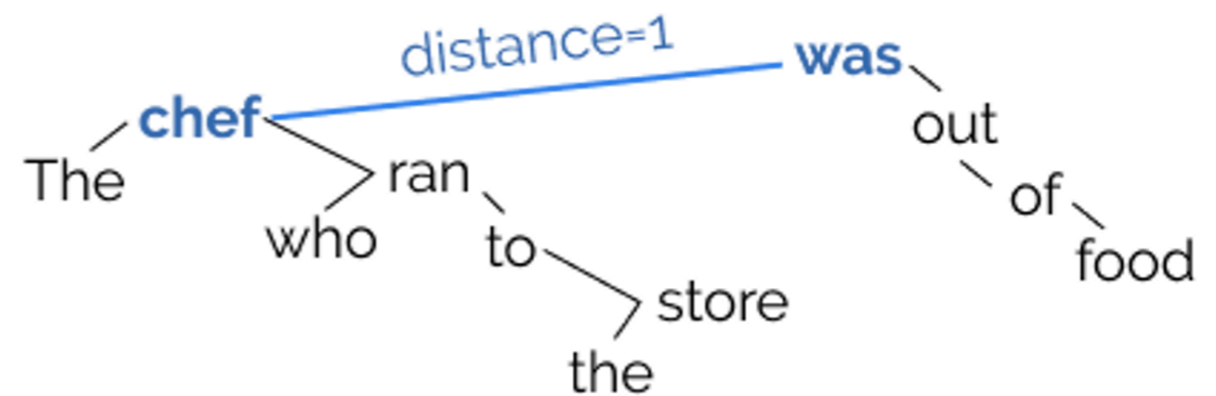 distance=1
was
chef
out
The
ran
of
who
to
food
store
the